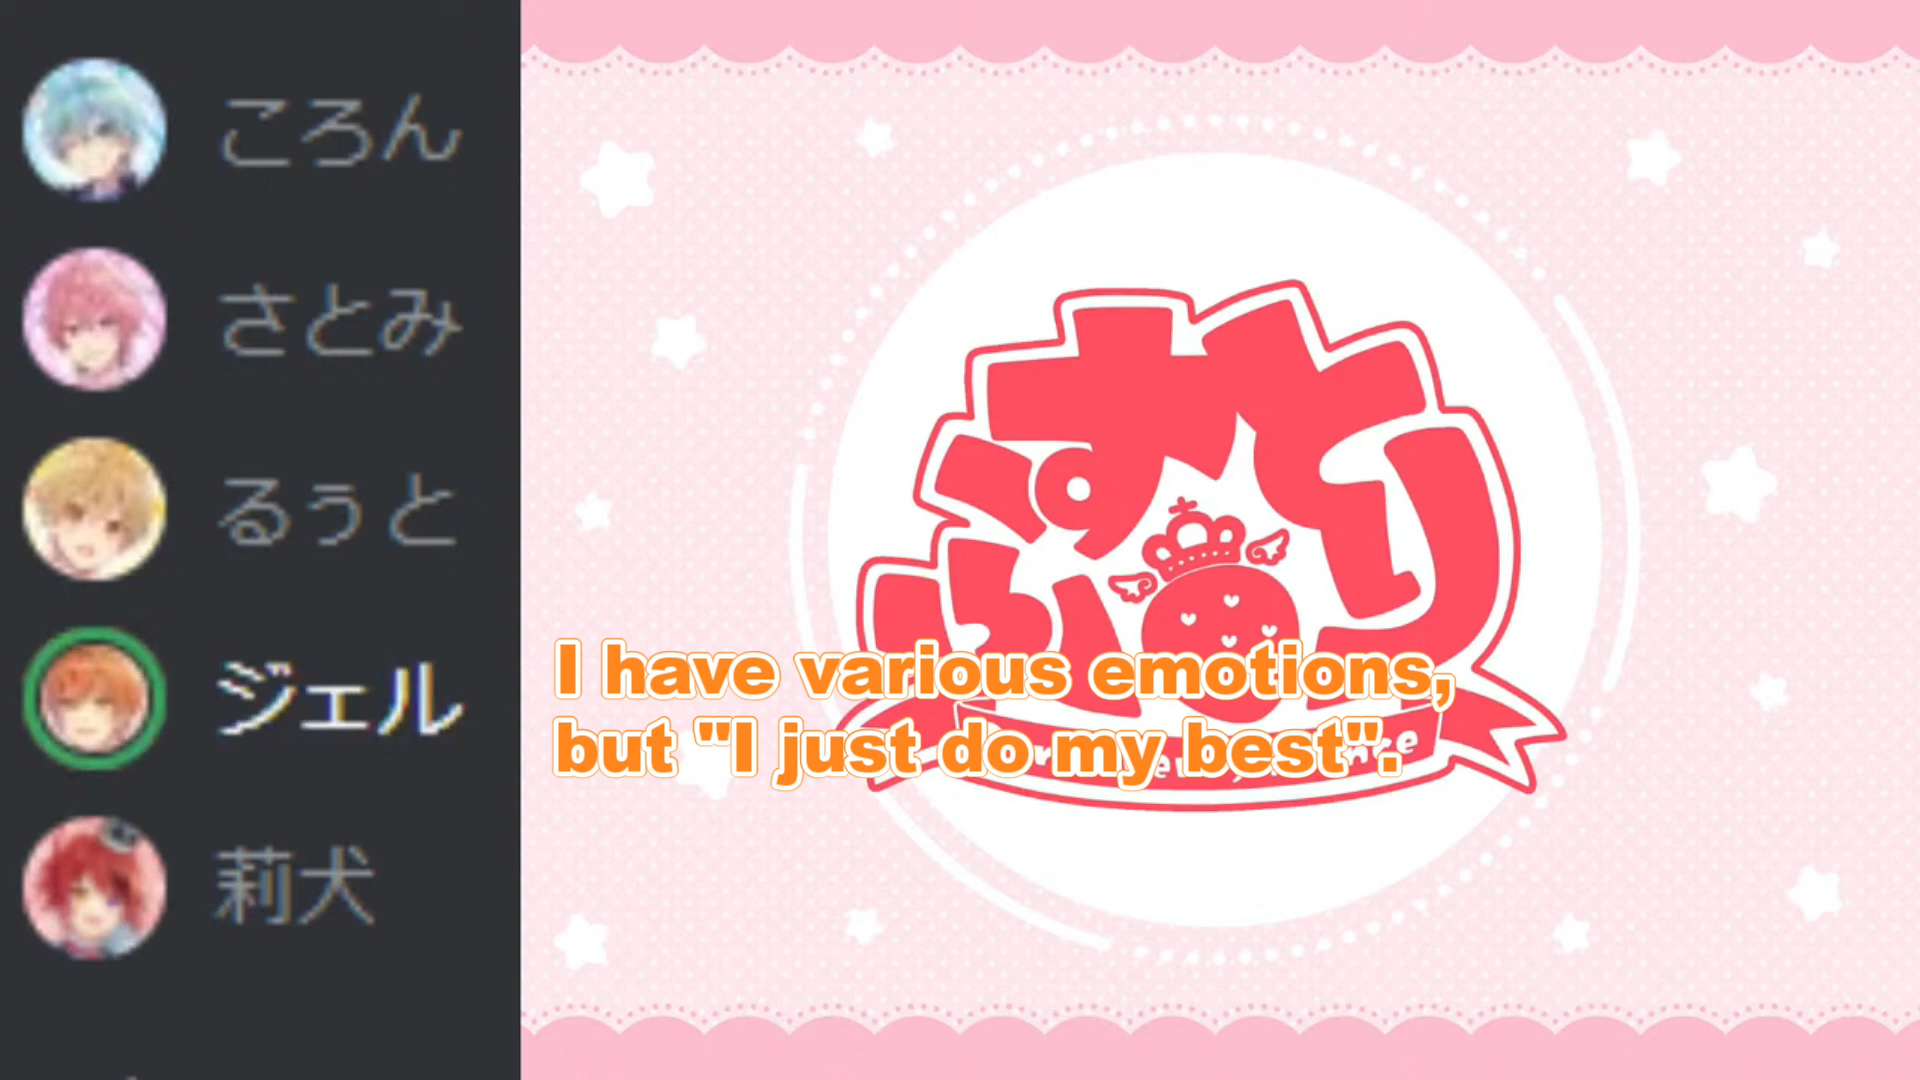 ころん
さとみ
るぅと
ジェル
莉犬
すとぷり
I have various emotions,
but "I just do my best".